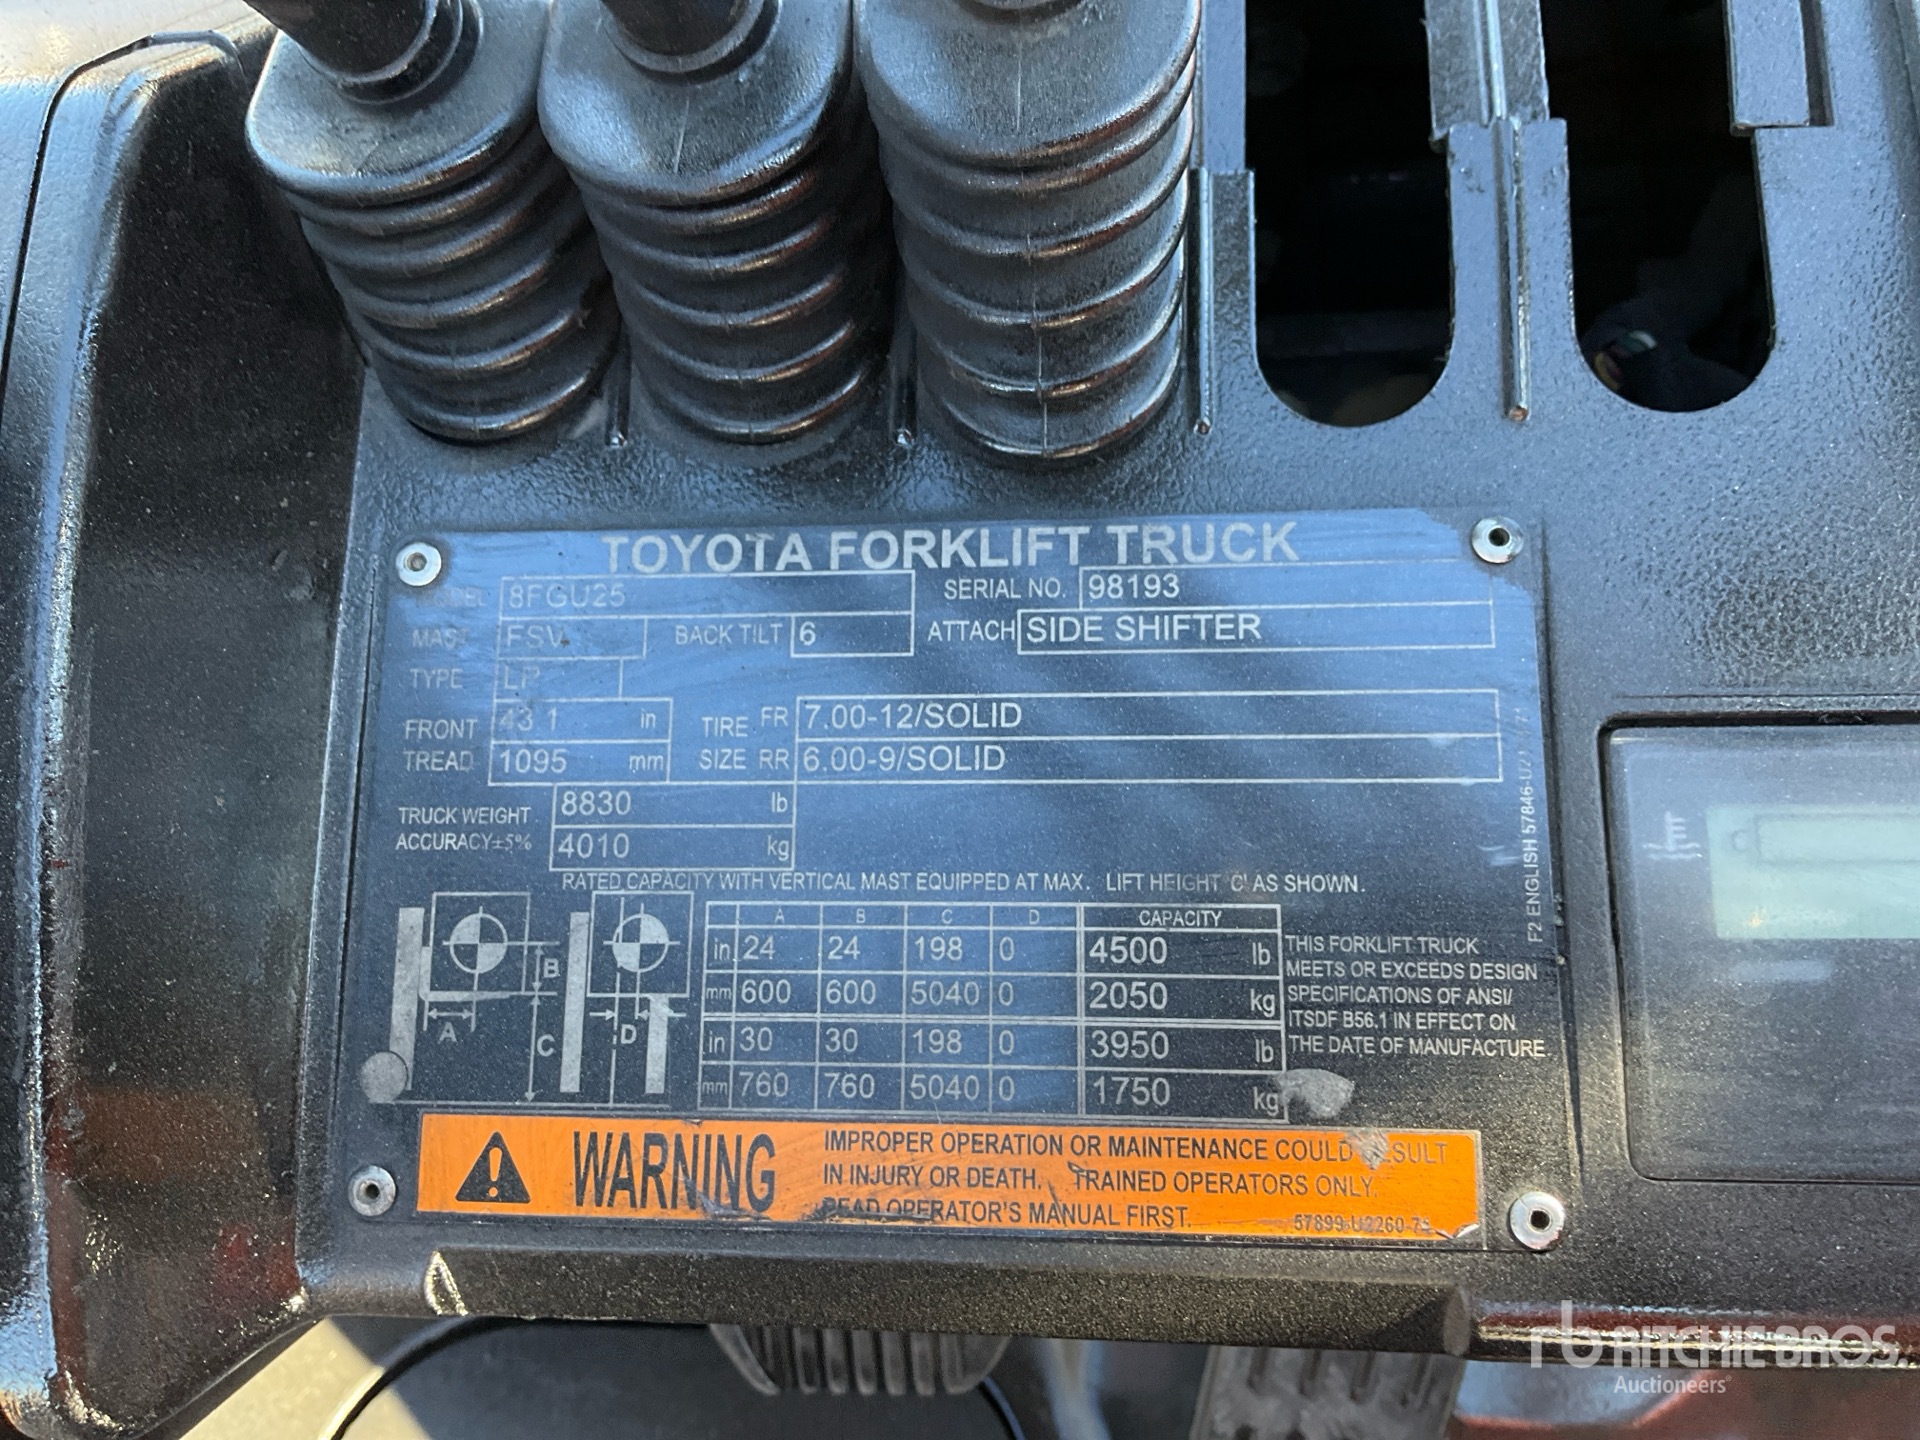 TOYOTA FORKLIFT TRUCK
MODEL 8FGU25 SERIAL NO. 98193
MAST FSV BACK TILT 6 ATTACH SIDE SHIFTER
TYPE LP
FRONT TREAD 43.1 in 1095 mm
TIRE SIZE FR 7.00-12/SOLID
RR 6.00-9/SOLID
TRUCK WEIGHT 8830 lb
ACCURACY±5% 4010 kg
RATED CAPACITY WITH VERTICAL MAST EQUIPPED AT MAX. LIFT HEIGHT 'C' AS SHOWN.
A B C D CAPACITY
in 24 24 198 0 4500 lb
mm 600 600 5040 0 2050 kg
in 30 30 198 0 3950 lb
mm 760 760 5040 0 1750 kg
A B C D
THIS FORKLIFT TRUCK
MEETS OR EXCEEDS DESIGN
SPECIFICATIONS OF ANSI/
ITSDF B56.1 IN EFFECT ON
THE DATE OF MANUFACTURE.
F2 ENGLISH
WARNING
IMPROPER OPERATION OR MAINTENANCE COULD RESULT
IN INJURY OR DEATH. TRAINED OPERATORS ONLY.
READ OPERATOR'S MANUAL FIRST.
rb RITCHIE BROS.
Auctioneers